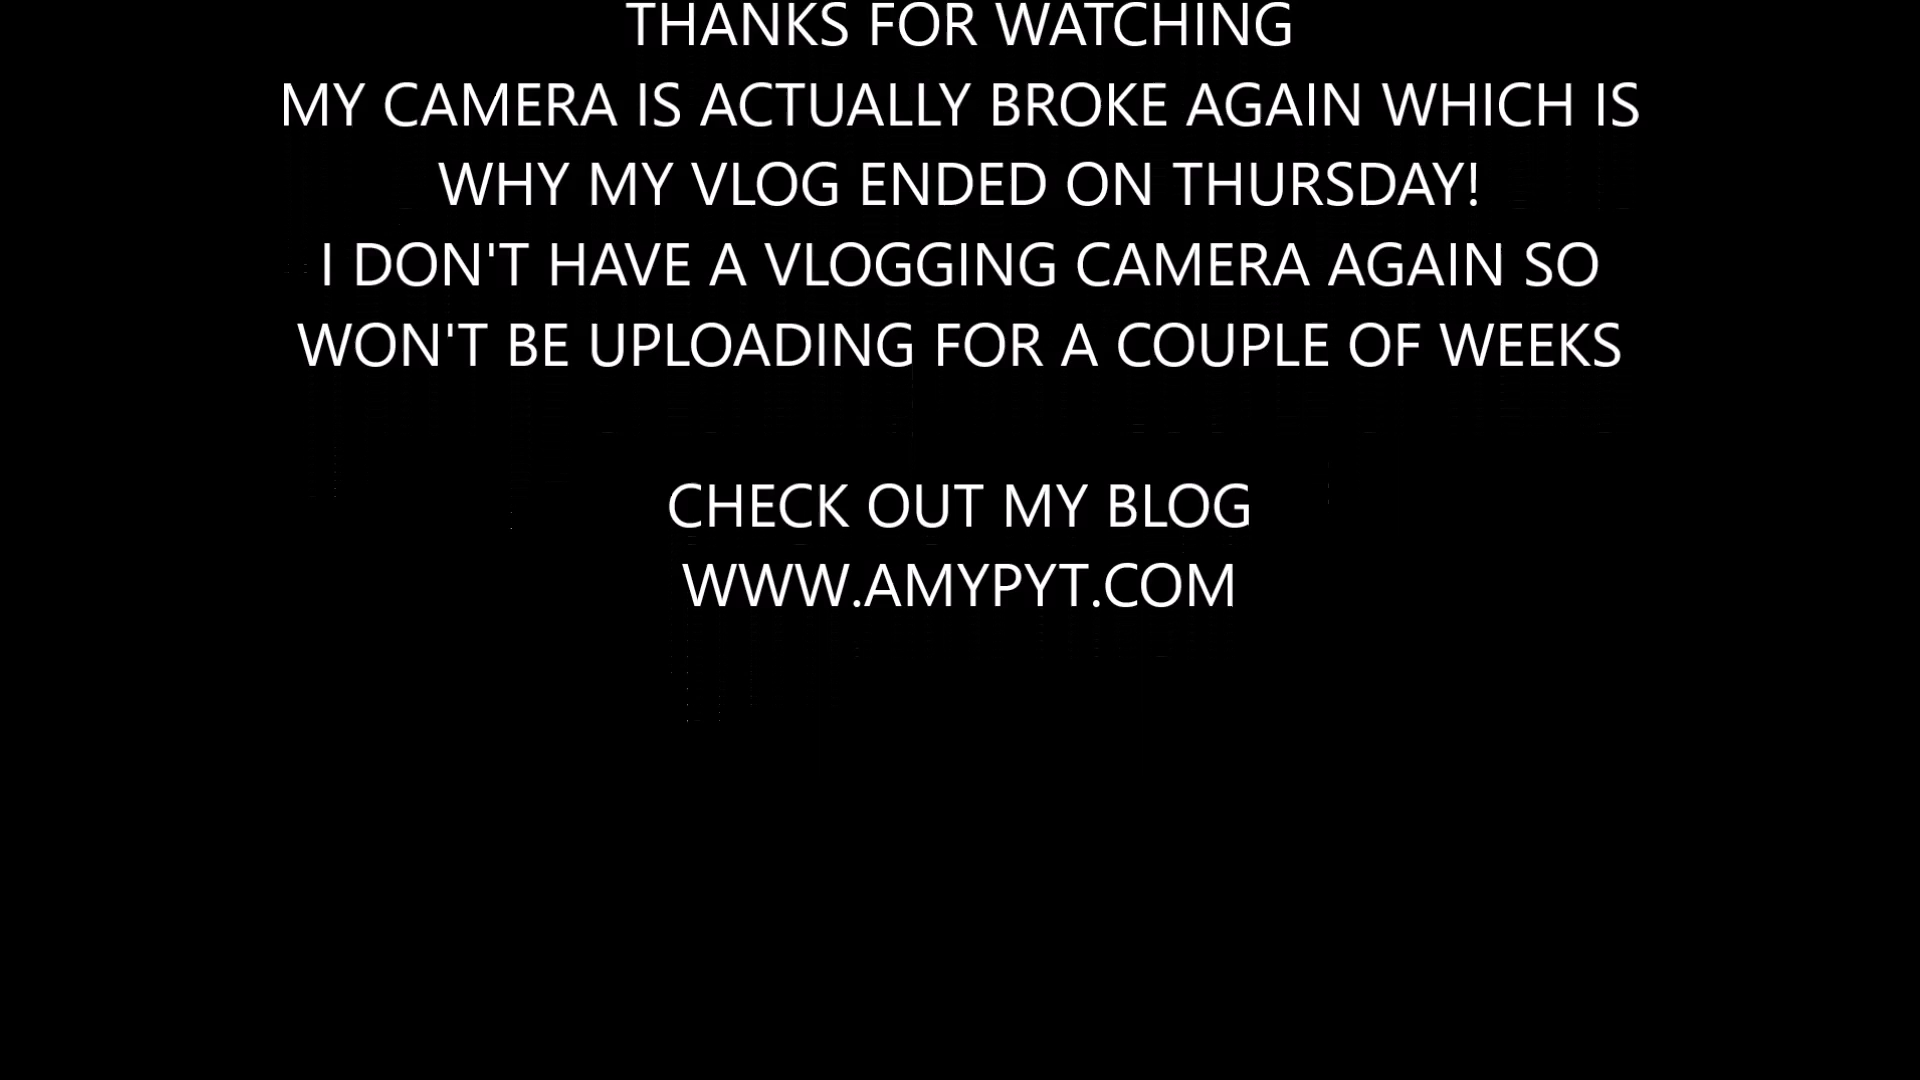 THANKS FOR WATCHING
MY CAMERA IS ACTUALLY BROKE AGAIN WHICH IS
WHY MY VLOG ENDED ON THURSDAY!
I DON'T HAVE A VLOGGING CAMERA AGAIN SO
WON'T BE UPLOADING FOR A COUPLE OF WEEKS
CHECK OUT MY BLOG
WWW.AMYPYT.COM